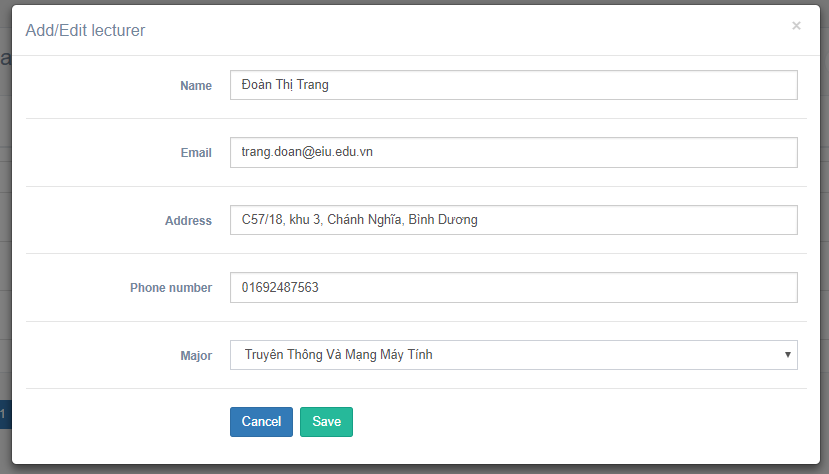 Add/Edit lecturer
×
Name
Đoàn Thị Trang
Email
trang.doan@eiu.edu.vn
Address
C57/18, khu 3, Chánh Nghĩa, Bình Dương
Phone number
01692487563
Major
Truyên Thông Và Mạng Máy Tính
Cancel
Save
a
1